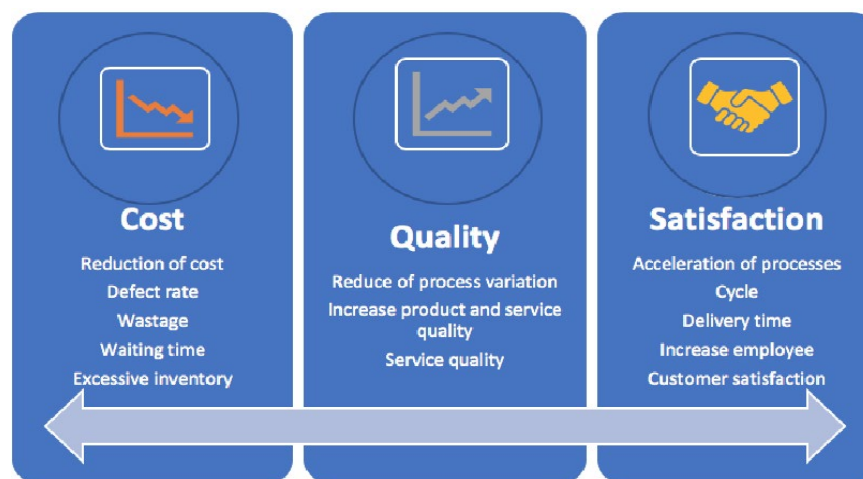 Cost
Reduction of cost
Defect rate
Wastage
Waiting time
Excessive inventory
Quality
Reduce of process variation
Increase product and service
quality
Service quality
Satisfaction
Acceleration of processes
Cycle
Delivery time
Increase employee
Customer satisfaction